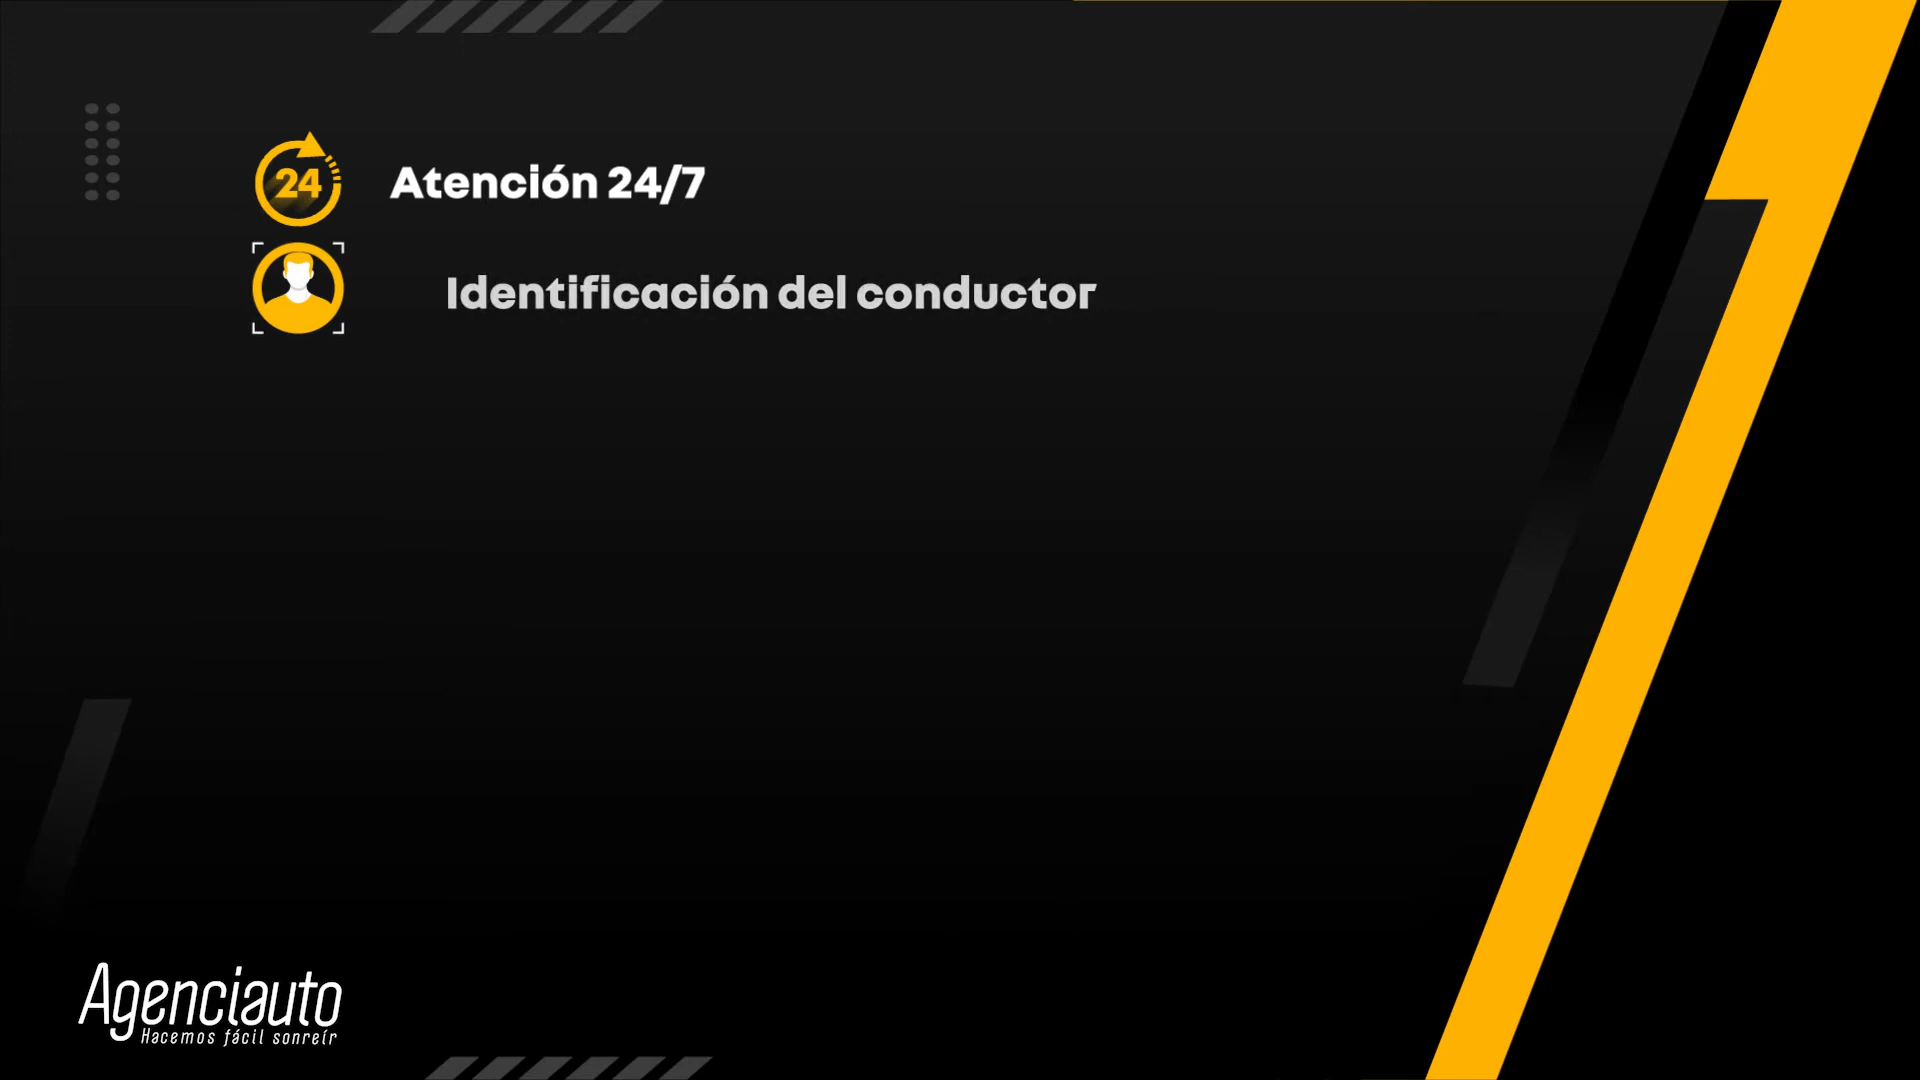 24
Atención 24/7
Identificación del conductor
Agenciauto
Hacemos fácil sonreír